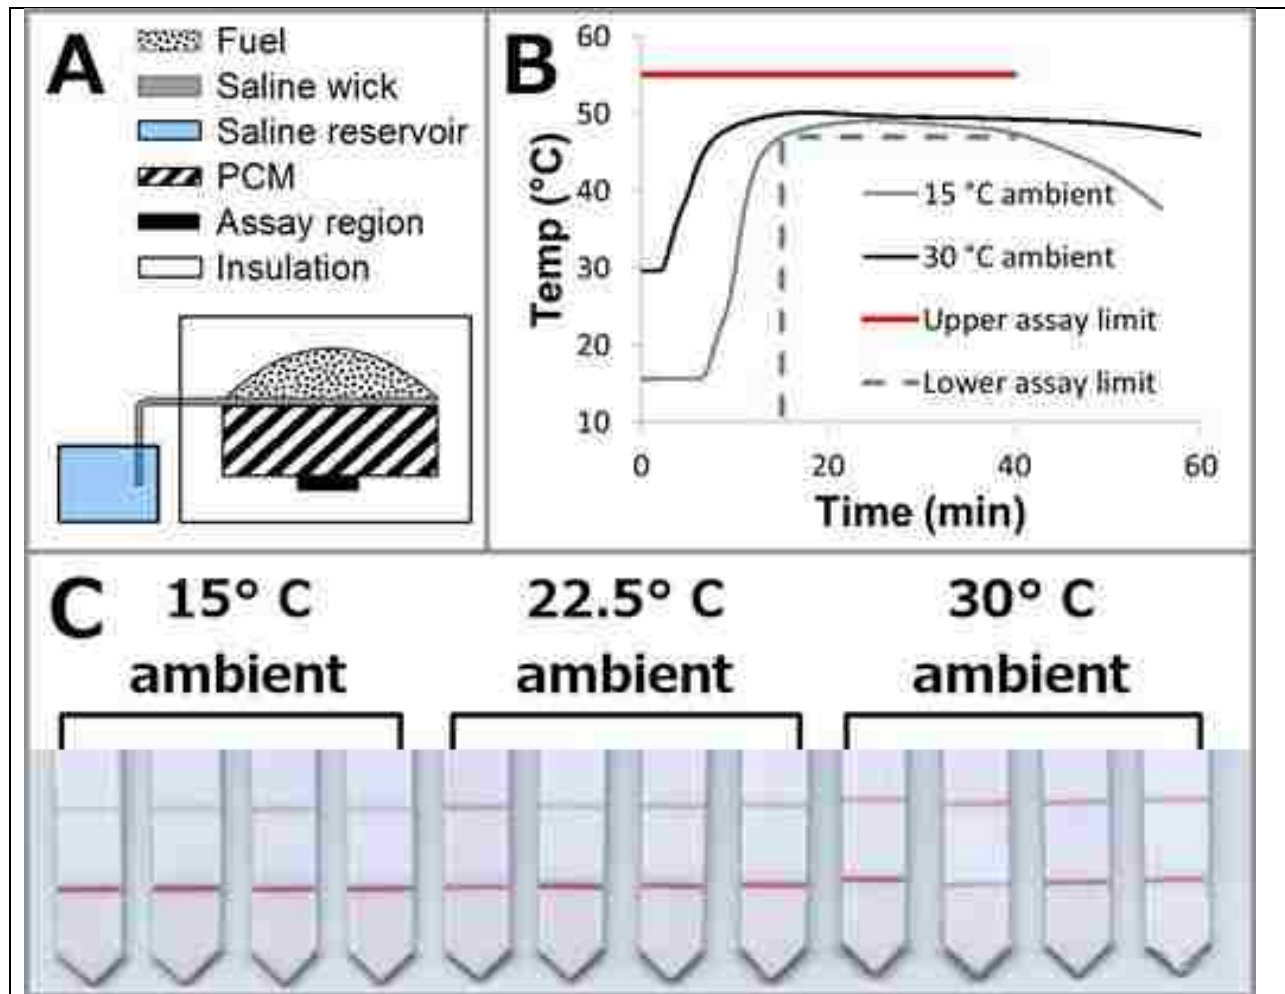 A
Fuel
Saline wick
Saline reservoir
PCM
Assay region
Insulation
B
Temp (°C)
60
50
40
30
20
10
15 °C ambient
30 °C ambient
Upper assay limit
Lower assay limit
0 20 40 60
Time (min)
C
15° C 22.5° C 30° C
ambient ambient ambient